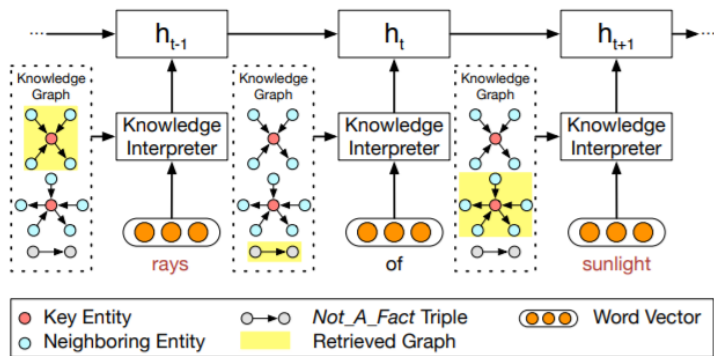 h_{t-1}
h_t
h_{t+1}
Knowledge
Graph
Knowledge
Interpreter
rays
Knowledge
Graph
Knowledge
Interpreter
of
Knowledge
Graph
Knowledge
Interpreter
sunlight
Key Entity
Neighboring Entity
Not_A_Fact Triple
Retrieved Graph
Word Vector